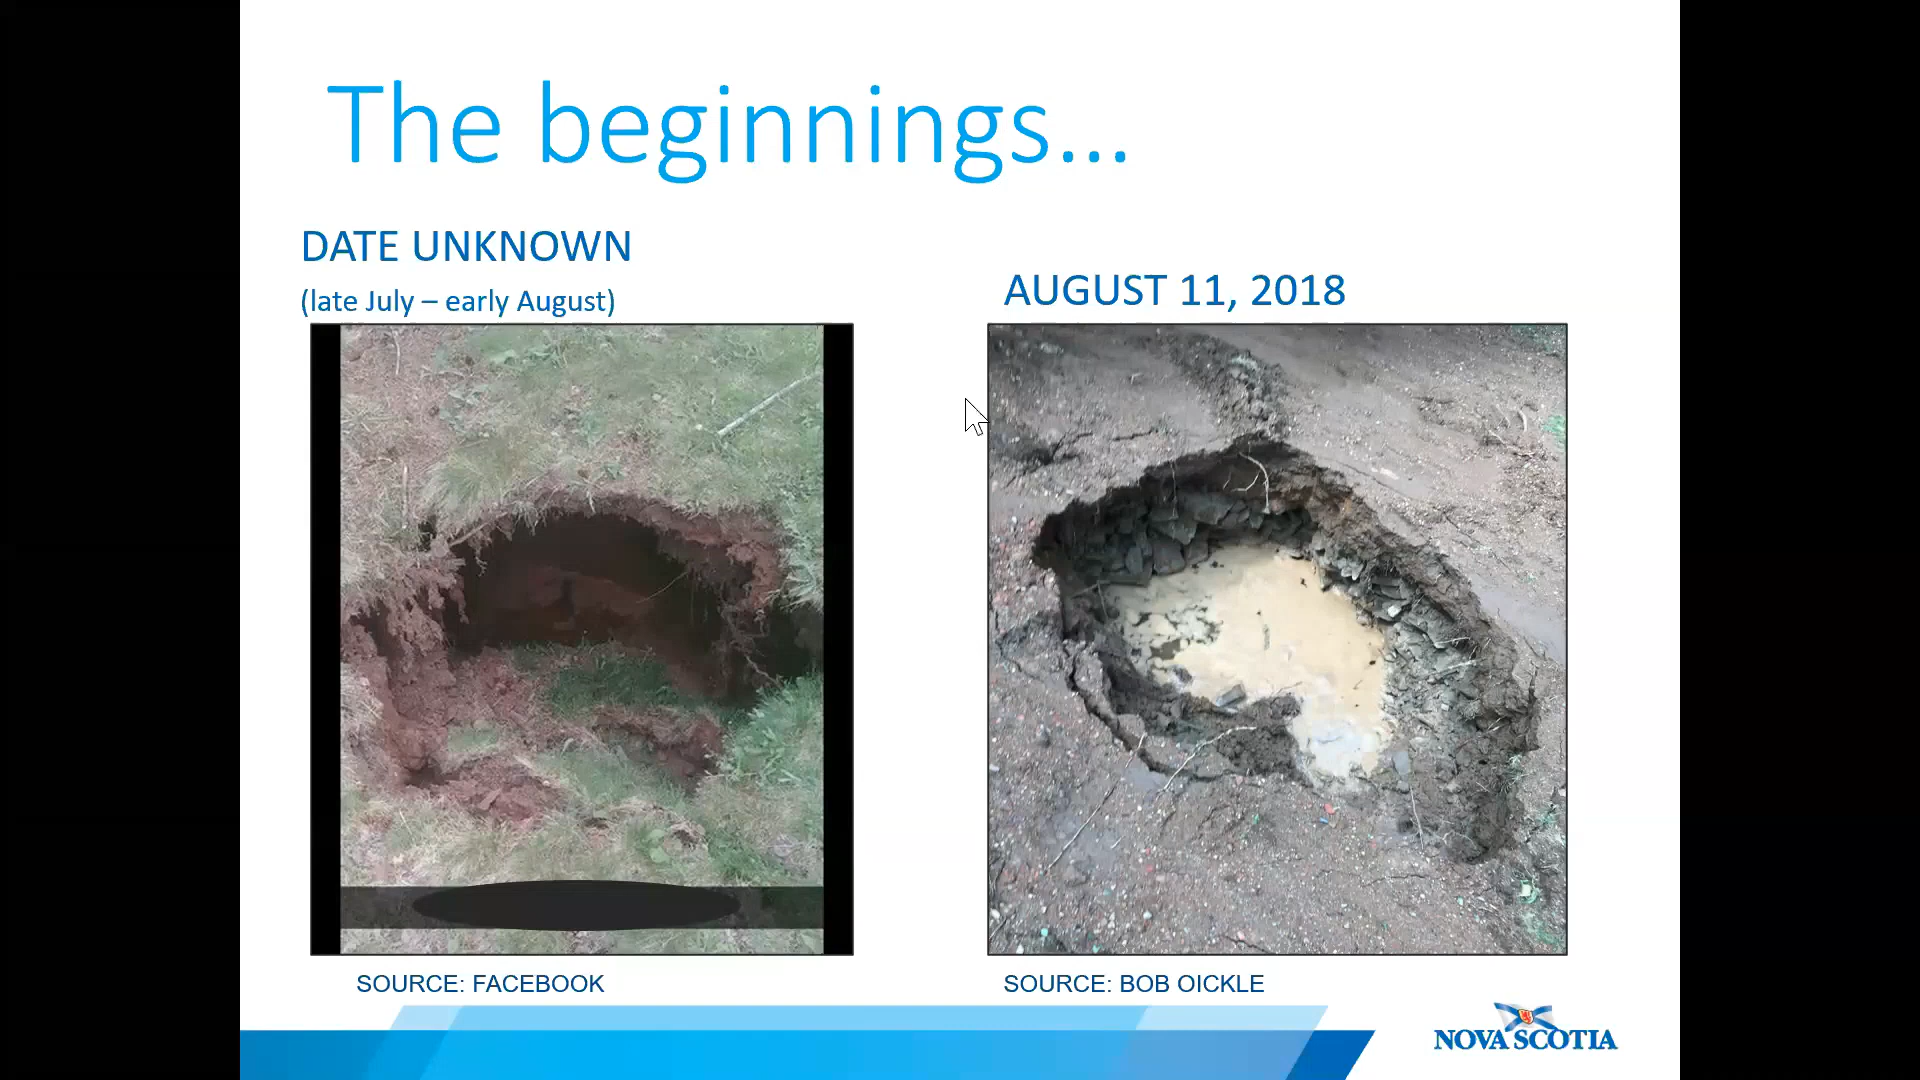 The beginnings...
DATE UNKNOWN
(late July – early August)
AUGUST 11, 2018
SOURCE: FACEBOOK
SOURCE: BOB OICKLE
NOVA SCOTIA